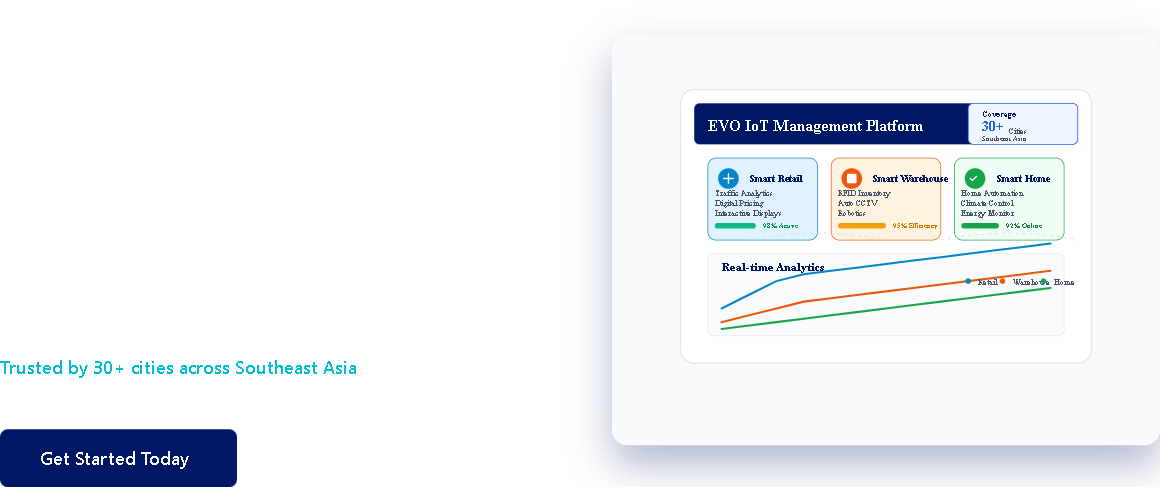 Trusted by 30+ cities across Southeast Asia
Get Started Today
EVO IoT Management Platform
Coverage
30+ Cities
Southeast Asia
Smart Retail
Traffic Analytics
Digital Pricing
Interactive Displays
98% Active
Smart Warehouse
RFID Inventory
Auto CCTV
Robotics
95% Efficiency
Smart Home
Home Automation
Climate Control
Energy Monitor
92% Online
Real-time Analytics
Retail
Warehouse
Home